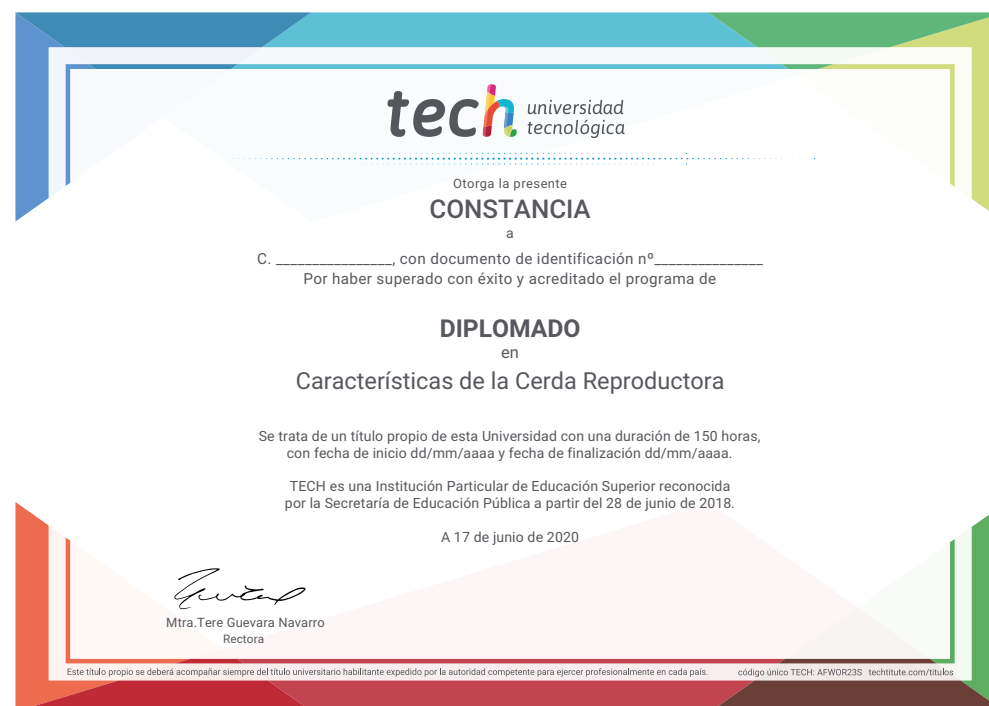 tech universidad
tecnológica
Otorga la presente
CONSTANCIA
a
C. ________________, con documento de identificación nº_______________
Por haber superado con éxito y acreditado el programa de
DIPLOMADO
en
Características de la Cerda Reproductora
Se trata de un título propio de esta Universidad con una duración de 150 horas,
con fecha de inicio dd/mm/aaaa y fecha de finalización dd/mm/aaaa.
TECH es una Institución Particular de Educación Superior reconocida
por la Secretaría de Educación Pública a partir del 28 de junio de 2018.
A 17 de junio de 2020
Mtra.Tere Guevara Navarro
Rectora
Este título propio se deberá acompañar siempre del título universitario habilitante expedido por la autoridad competente para ejercer profesionalmente en cada país. código único TECH: AFWOR23S techtitute.com/titulos